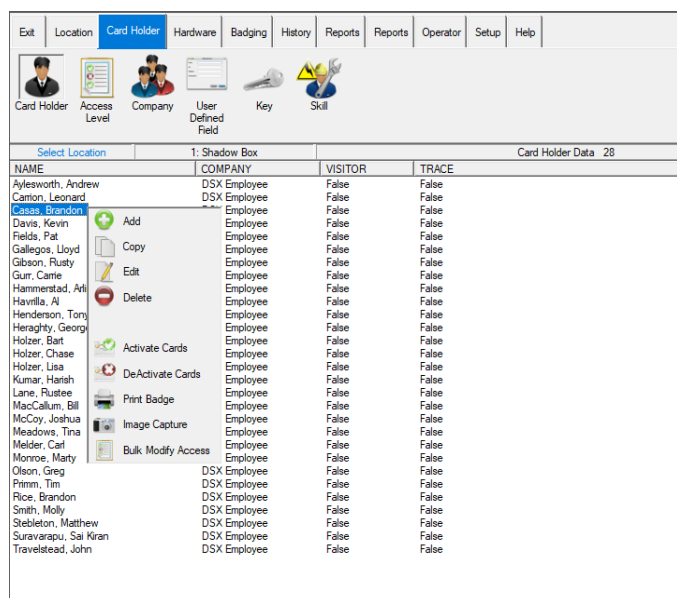 Exit Location Card Holder Hardware Badging History Reports Reports Operator Setup Help
Card Holder Access Level Company User Defined Field Key Skill
Select Location 1: Shadow Box Card Holder Data 28
NAME COMPANY VISITOR TRACE
Aylesworth, Andrew DSX Employee False False
Carrion, Leonard DSX Employee False False
Casas, Brandon Employee False False
Davis, Kevin Add Employee False False
Fields, Pat Employee False False
Gallegos, Lloyd Copy Employee False False
Gibson, Rusty Employee False False
Gurr, Carrie Edit Employee False False
Hammerstad, Arli Employee False False
Havrilla, Al Delete Employee False False
Henderson, Tony Employee False False
Heraghty, Georg Employee False False
Holzer, Bart Employee False False
Holzer, Chase Activate Cards Employee False False
Holzer, Lisa Employee False False
Kumar, Harish DeActivate Cards Employee False False
Lane, Rustee Employee False False
MacCallum, Bill Print Badge Employee False False
McCoy, Joshua Employee False False
Meadows, Tina Image Capture Employee False False
Melder, Carl Employee False False
Monroe, Marty Bulk Modify Access Employee False False
Olson, Greg DSX Employee False False
Primm, Tim DSX Employee False False
Rice, Brandon DSX Employee False False
Smith, Molly DSX Employee False False
Stebleton, Matthew DSX Employee False False
Suravarapu, Sai Kiran DSX Employee False False
Travelstead, John DSX Employee False False